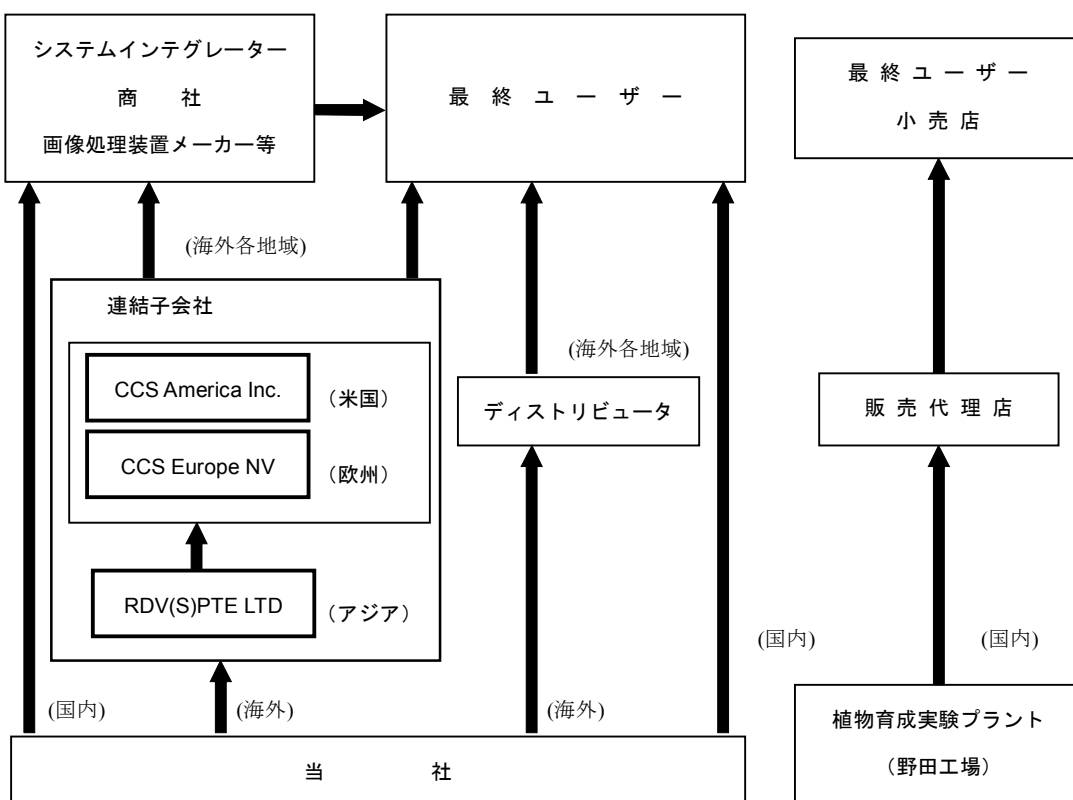 システムインテグレーター
商 社
画像処理装置メーカー等
最 終 ユ ー ザ ー
最 終 ユ ー ザ ー
小 売 店
(海外各地域)
連結子会社
CCS America Inc.
(米国)
CCS Europe NV
(欧州)
RDV(S)PTE LTD
(アジア)
(海外各地域)
ディストリビュータ
販 売 代 理 店
(国内)
(海外)
(海外)
(国内)
(国内)
植物育成実験プラント
(野田工場)
当 社